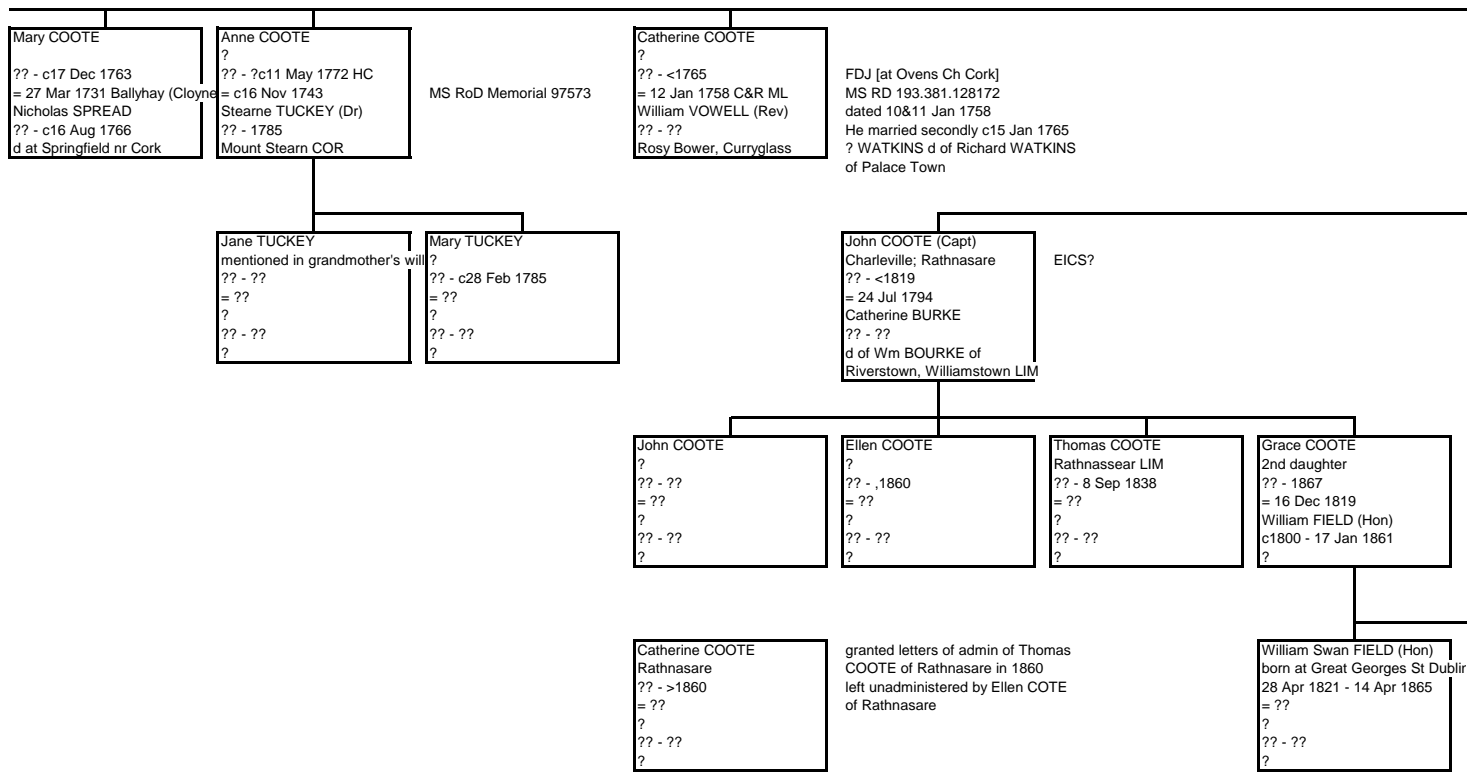 Mary COOTE
?? - c17 Dec 1763
= 27 Mar 1731 Ballyhay (Cloyne
Nicholas SPREAD
?? - c16 Aug 1766
d at Springfield nr Cork
Anne COOTE
?
?? - ?c11 May 1772 HC
= c16 Nov 1743
Stearne TUCKEY (Dr)
?? - 1785
Mount Stearn COR
MS RoD Memorial 97573
Catherine COOTE
?
?? - <1765
= 12 Jan 1758 C&R ML
William VOWELL (Rev)
?? - ??
Rosy Bower, Curryglass
FDJ [at Ovens Ch Cork]
MS RD 193.381.128172
dated 10&11 Jan 1758
He married secondly c15 Jan 1765
? WATKINS d of Richard WATKINS
of Palace Town
Jane TUCKEY
mentioned in grandmother's will
?? - ??
= ??
?
?? - ??
?
Mary TUCKEY
?
?? - c28 Feb 1785
= ??
?
?? - ??
?
John COOTE (Capt)
Charleville; Rathnasare
?? - <1819
= 24 Jul 1794
Catherine BURKE
?? - ??
d of Wm BOURKE of
Riverstown, Williamstown LIM
EICS?
John COOTE
?
?? - ??
= ??
?
?? - ??
?
Ellen COOTE
?
?? - ,1860
= ??
?
?? - ??
?
Thomas COOTE
Rathnassear LIM
?? - 8 Sep 1838
= ??
?
?? - ??
?
Grace COOTE
2nd daughter
?? - 1867
= 16 Dec 1819
William FIELD (Hon)
c1800 - 17 Jan 1861
?
Catherine COOTE
Rathnasare
?? - >1860
= ??
?
?? - ??
?
granted letters of admin of Thomas
COOTE of Rathnasare in 1860
left unadministered by Ellen COTE
of Rathnasare
William Swan FIELD (Hon)
born at Great Georges St Dublin
28 Apr 1821 - 14 Apr 1865
= ??
?
?? - ??
?